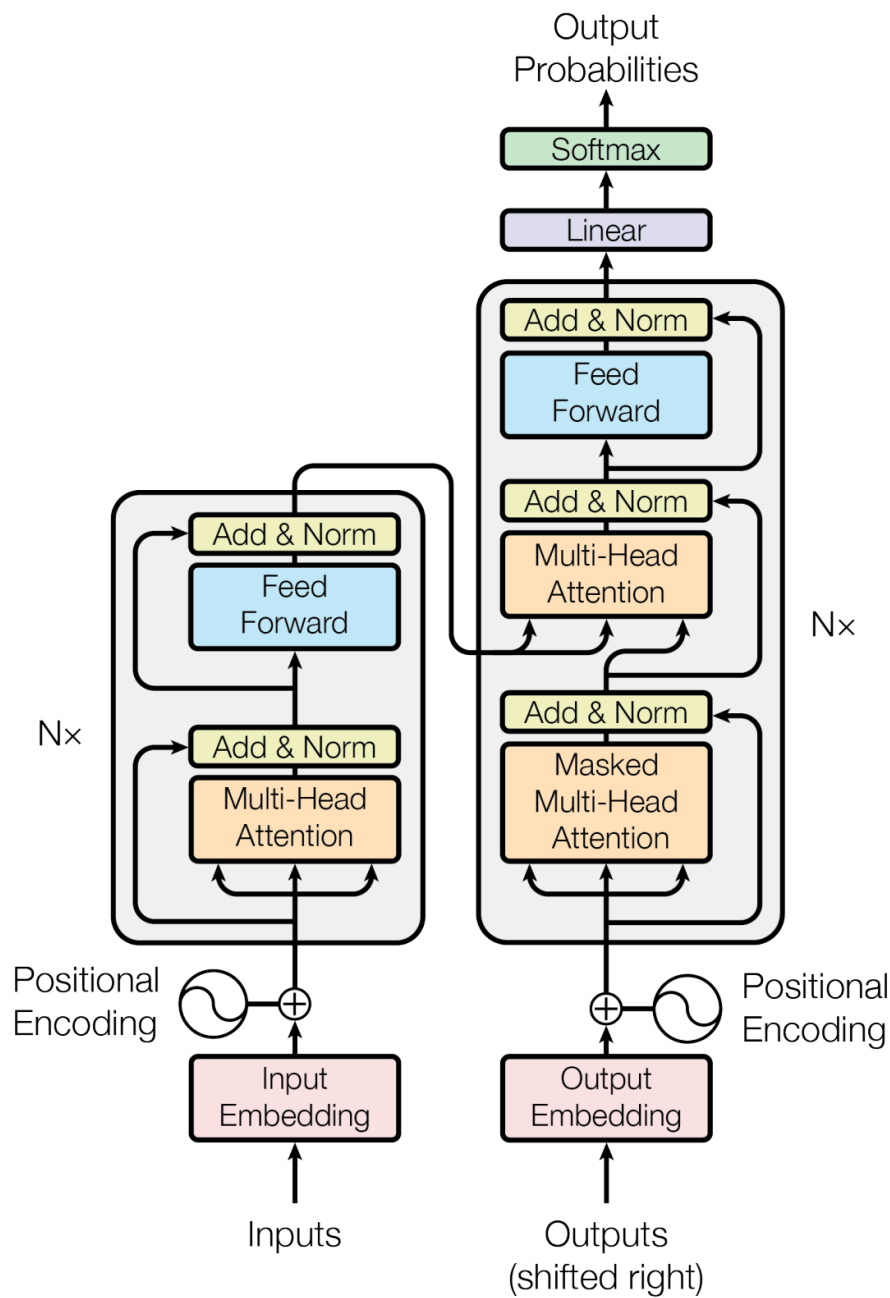 Output
Probabilities
Softmax
Linear
Add & Norm
Feed
Forward
Add & Norm
Multi-Head
Attention
Nx
Add & Norm
Masked
Multi-Head
Attention
Add & Norm
Feed
Forward
Nx
Add & Norm
Multi-Head
Attention
Positional
Encoding
Positional
Encoding
Input
Embedding
Output
Embedding
Inputs
Outputs
(shifted right)